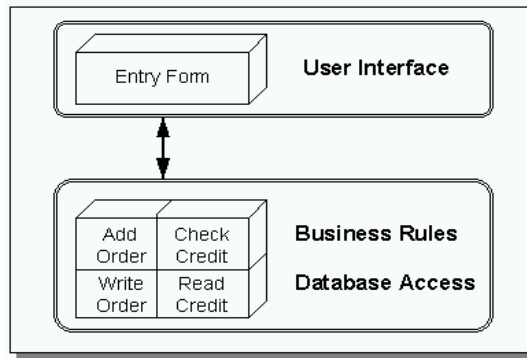 Entry Form
User Interface
Add Order
Check Credit
Business Rules
Write Order
Read Credit
Database Access